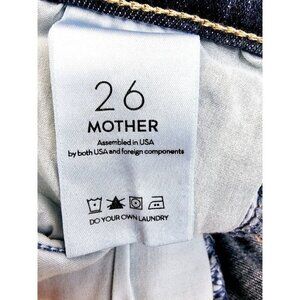 26
MOTHER
Assembled in USA
by both USA and foreign components
DO YOUR OWN LAUNDRY